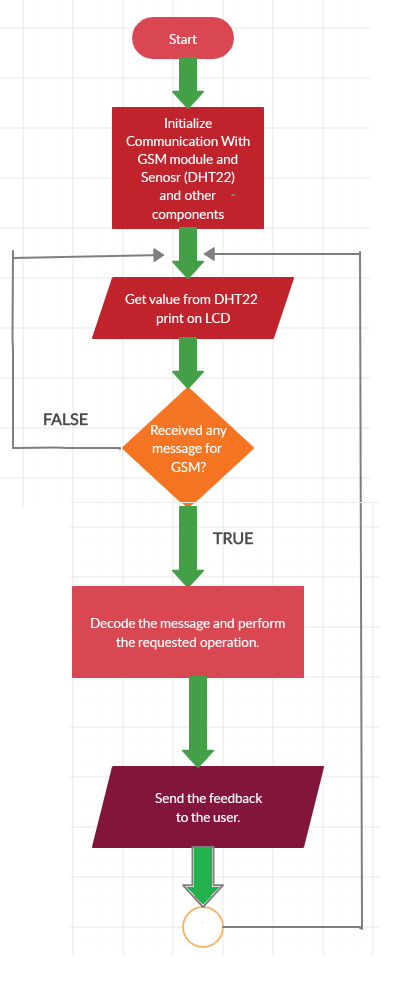 Start
Initialize
Communication With
GSM module and
Senosr (DHT22)
and other
components
Get value from DHT22
print on LCD
FALSE
Received any
message for
GSM?
TRUE
Decode the message and perform
the requested operation.
Send the feedback
to the user.